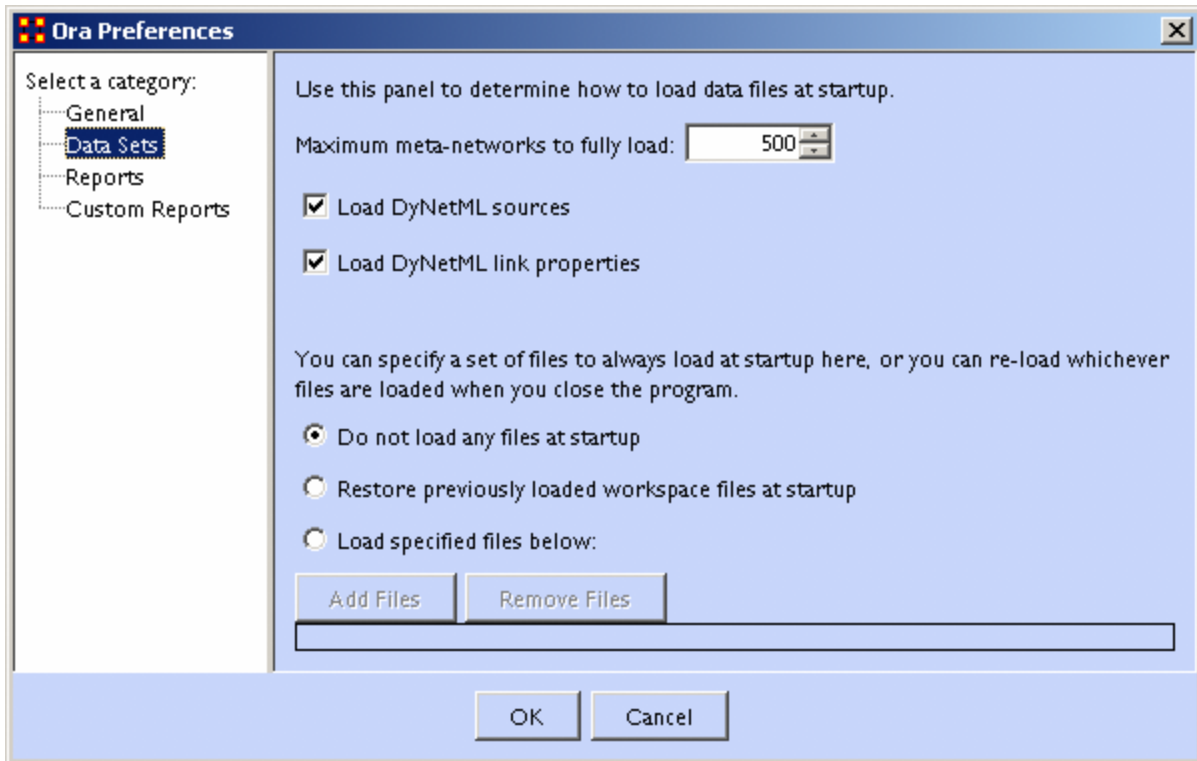 Ora Preferences
Select a category:
General
Data Sets
Reports
Custom Reports
Use this panel to determine how to load data files at startup.
Maximum meta-networks to fully load: 500
Load DyNetML sources
Load DyNetML link properties
You can specify a set of files to always load at startup here, or you can re-load whichever
files are loaded when you close the program.
Do not load any files at startup
Restore previously loaded workspace files at startup
Load specified files below:
Add Files Remove Files
OK Cancel